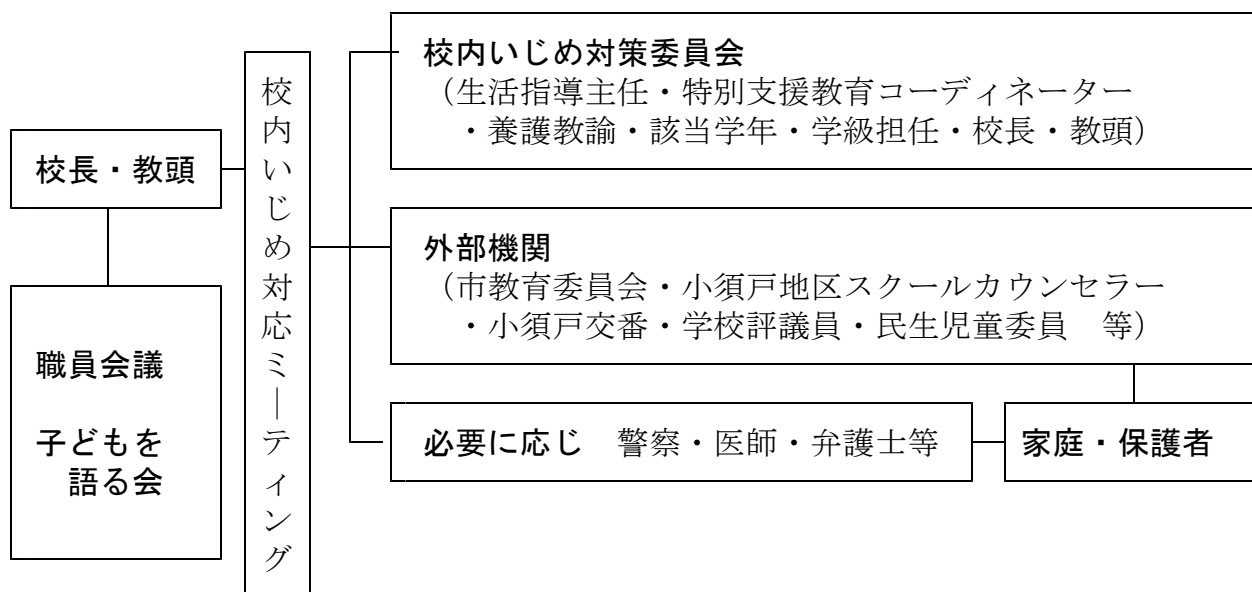 校長・教頭
職員会議
子どもを
語る会
校内いじめ対応ミーティング
校内いじめ対策委員会
(生活指導主任・特別支援教育コーディネーター
・養護教諭・該当学年・学級担任・校長・教頭)
外部機関
(市教育委員会・小須戸地区スクールカウンセラー
・小須戸交番・学校評議員・民生児童委員　等)
必要に応じ　警察・医師・弁護士等
家庭・保護者